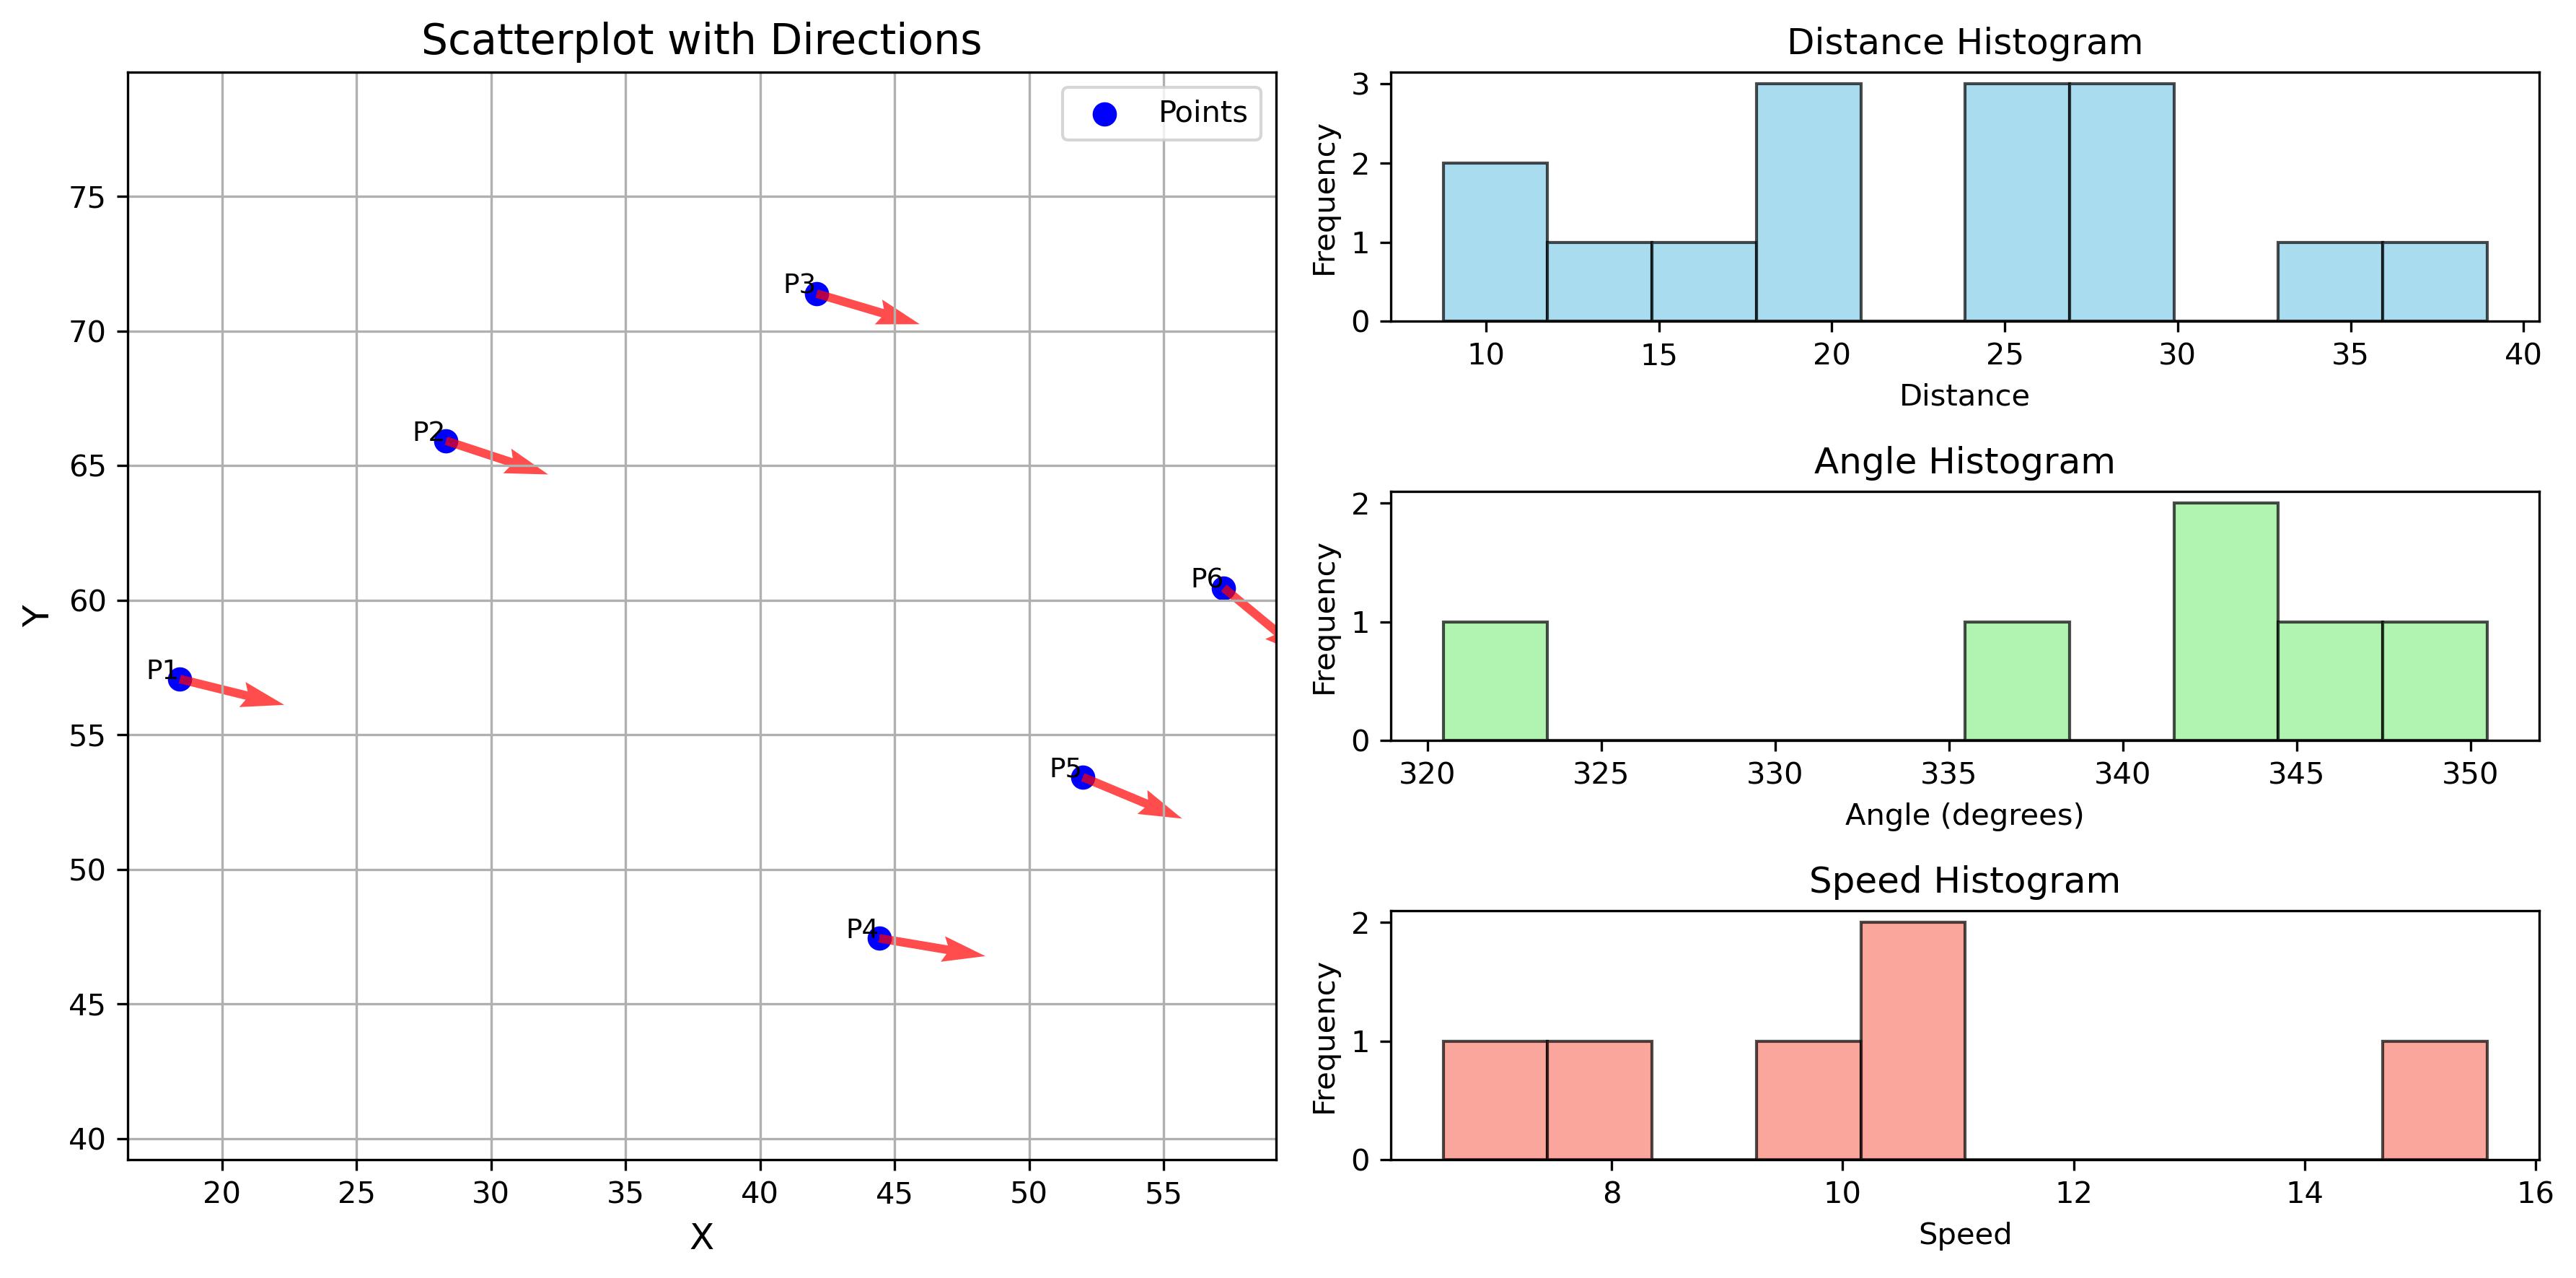 Scatterplot with Directions
Points
75
70
65
60
55
50
45
40
Y
P3
P2
P6
P1
P5
P4
20 25 30 35 40 45 50 55
X
Distance Histogram
3
2
1
0
Frequency
10 15 20 25 30 35 40
Distance
Angle Histogram
2
1
0
Frequency
320 325 330 335 340 345 350
Angle (degrees)
Speed Histogram
2
1
0
Frequency
8 10 12 14 16
Speed